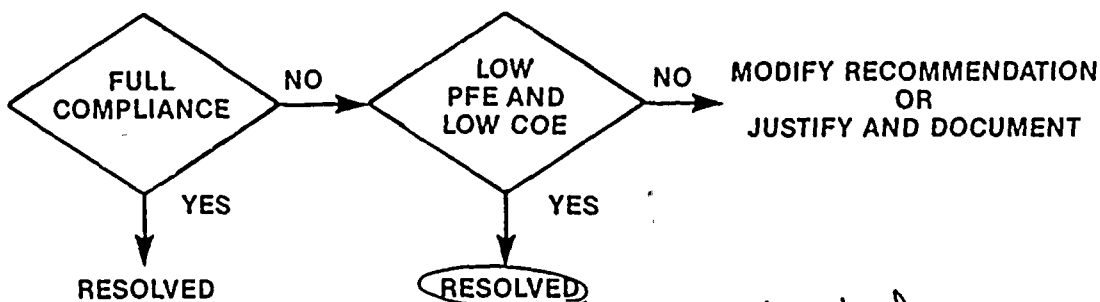 FULL
COMPLIANCE
NO
LOW
PFE AND
LOW COE
NO
MODIFY RECOMMENDATION
OR
JUSTIFY AND DOCUMENT
YES
YES
RESOLVED
RESOLVED